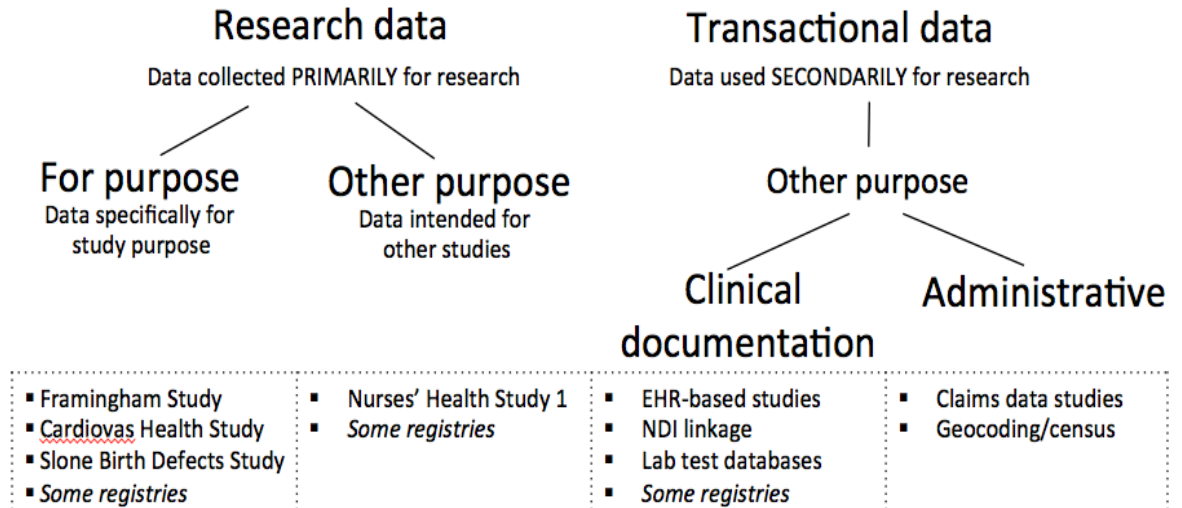 Research data
Data collected PRIMARILY for research
For purpose
Data specifically for
study purpose
Other purpose
Data intended for
other studies
Transactional data
Data used SECONDARILY for research
Other purpose
Clinical
documentation
Administrative
▪ Framingham Study
▪ Cardiovas Health Study
▪ Slone Birth Defects Study
▪ Some registries
▪ Nurses’ Health Study 1
▪ Some registries
▪ EHR-based studies
▪ NDI linkage
▪ Lab test databases
▪ Some registries
▪ Claims data studies
▪ Geocoding/census